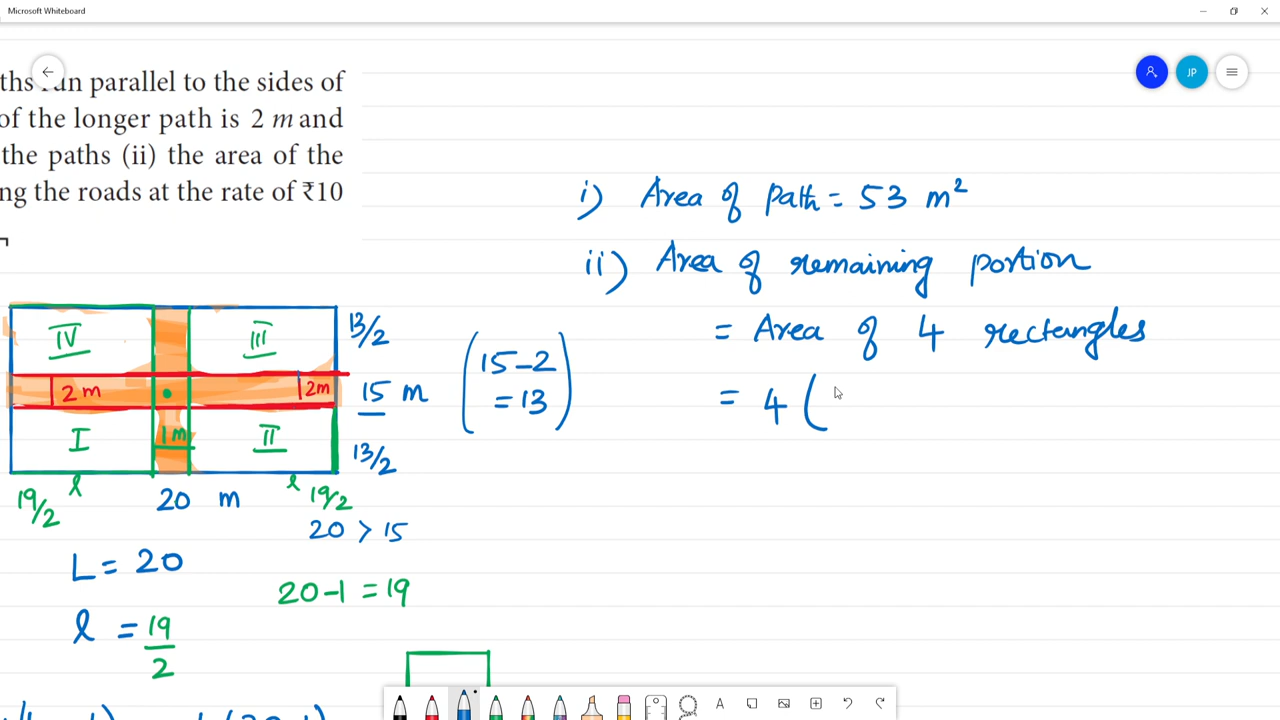 Microsoft Whiteboard
ths run parallel to the sides of
of the longer path is 2 m and
the paths (ii) the area of the
ng the roads at the rate of ₹10
JP
i) Area of path = 53 m²
ii) Area of remaining portion
= Area of 4 rectangles
= 4 (
IV
III
13/2
2 m
2m
15 m
(15-2
= 13)
I
1m
II
13/2
19/2
l
20 m
l
19/2
20 > 15
L = 20
20-1 = 19
l = 19/2
A